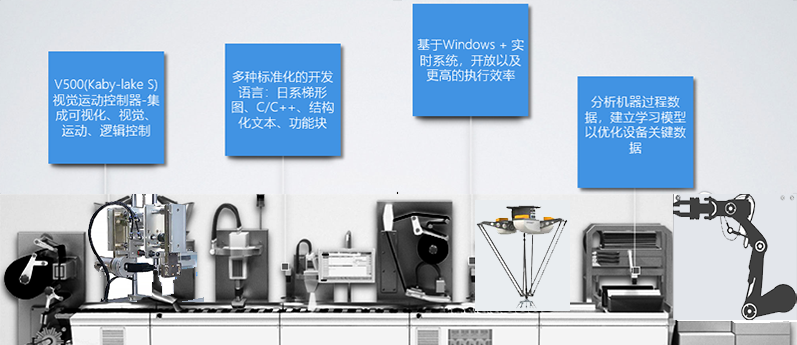 V500(Kaby-lake S)
视觉运动控制器-集
成可视化、视觉、
运动、逻辑控制
多种标准化的开发
语言：日系梯形
图、C/C++、结构
化文本、功能块
基于Windows + 实
时系统，开放以及
更高的执行效率
分析机器过程数
据，建立学习模型
以优化设备关键数
据